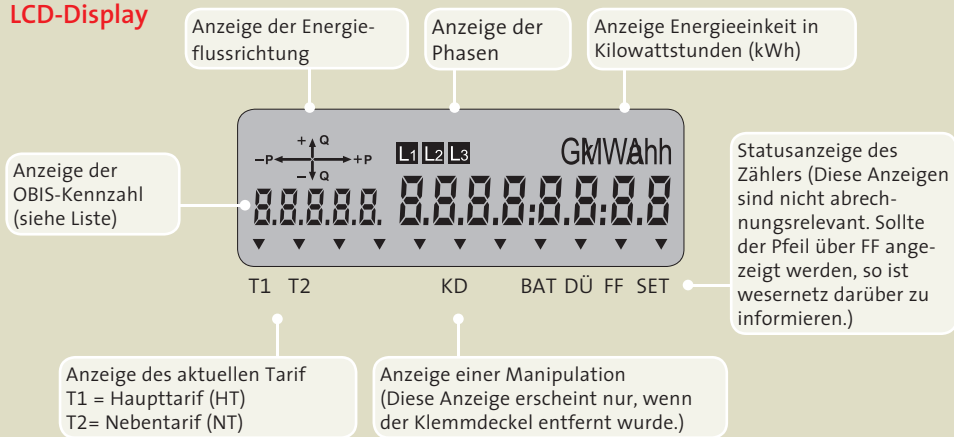 LCD-Display
Anzeige der Energie-
flussrichtung
Anzeige der
Phasen
Anzeige Energieeinkeit in
Kilowattstunden (kWh)
+ Q
–P +P
– Q
L1 L2 L3
GkMWAhh
Anzeige der
OBIS-Kennzahl
(siehe Liste)
8.8.8.8.8. 8.8.8.8:8.8:8.8
Statusanzeige des
Zählers (Diese Anzeigen
sind nicht abrech-
nungsrelevant. Sollte
der Pfeil über FF ange-
zeigt werden, so ist
wesernetz darüber zu
informieren.)
T1 T2 KD BAT DÜ FF SET
Anzeige des aktuellen Tarif
T1 = Haupttarif (HT)
T2= Nebentarif (NT)
Anzeige einer Manipulation
(Diese Anzeige erscheint nur, wenn
der Klemmdeckel entfernt wurde.)